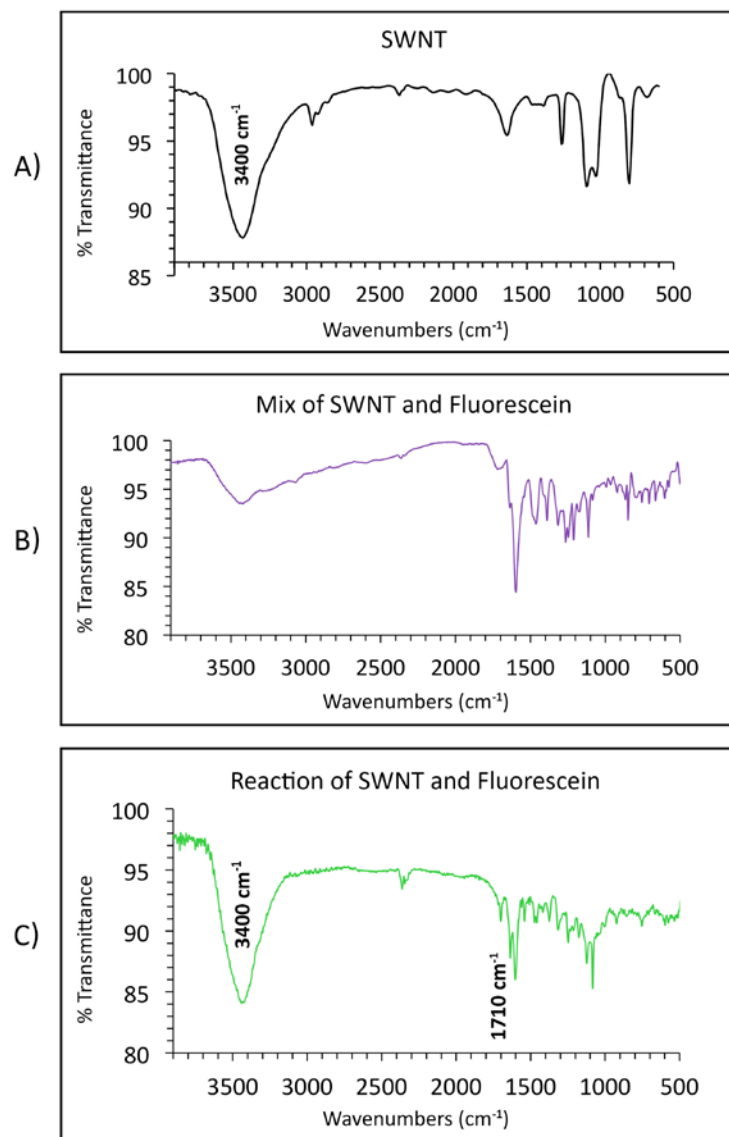 A)
SWNT
% Transmittance
100
95
90
85
3400 cm⁻¹
3500 3000 2500 2000 1500 1000 500
Wavenumbers (cm⁻¹)
B)
Mix of SWNT and Fluorescein
% Transmittance
100
95
90
85
80
3500 3000 2500 2000 1500 1000 500
Wavenumbers (cm⁻¹)
C)
Reaction of SWNT and Fluorescein
% Transmittance
100
95
90
85
80
3400 cm⁻¹
1710 cm⁻¹
3500 3000 2500 2000 1500 1000 500
Wavenumbers (cm⁻¹)